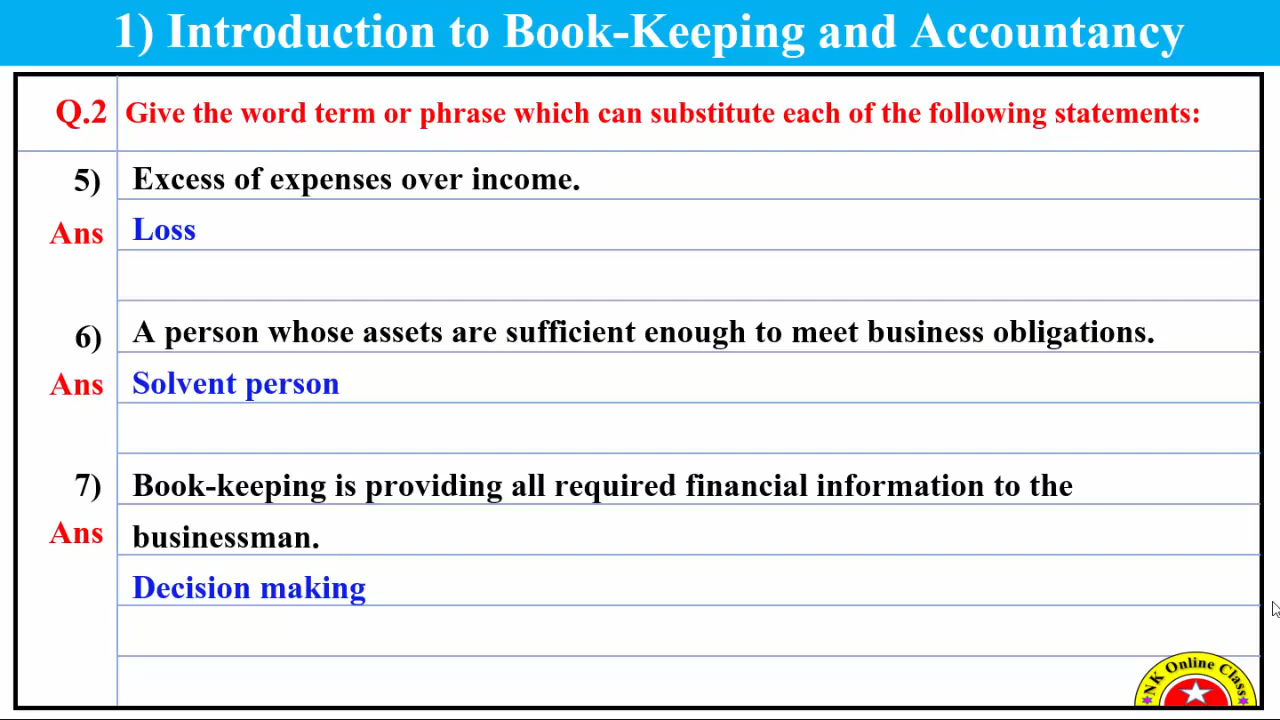 1) Introduction to Book-Keeping and Accountancy
Q.2 Give the word term or phrase which can substitute each of the following statements:
5) Excess of expenses over income.
Ans Loss
6) A person whose assets are sufficient enough to meet business obligations.
Ans Solvent person
7) Book-keeping is providing all required financial information to the
Ans businessman.
Decision making
NK Online Class